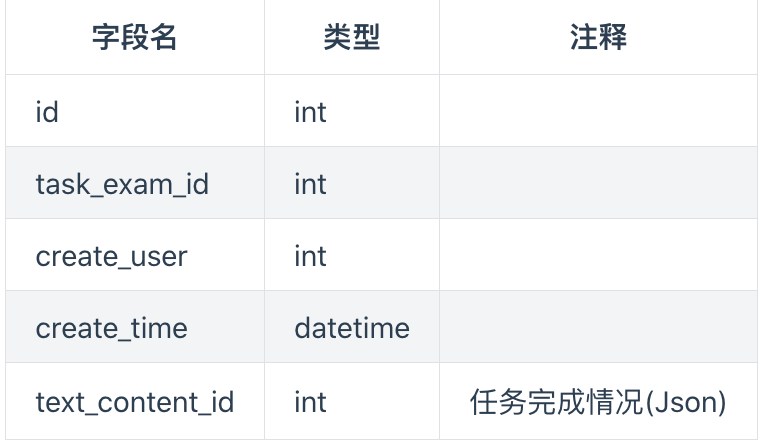 字段名 类型 注释
id int
task_exam_id int
create_user int
create_time datetime
text_content_id int 任务完成情况(Json)